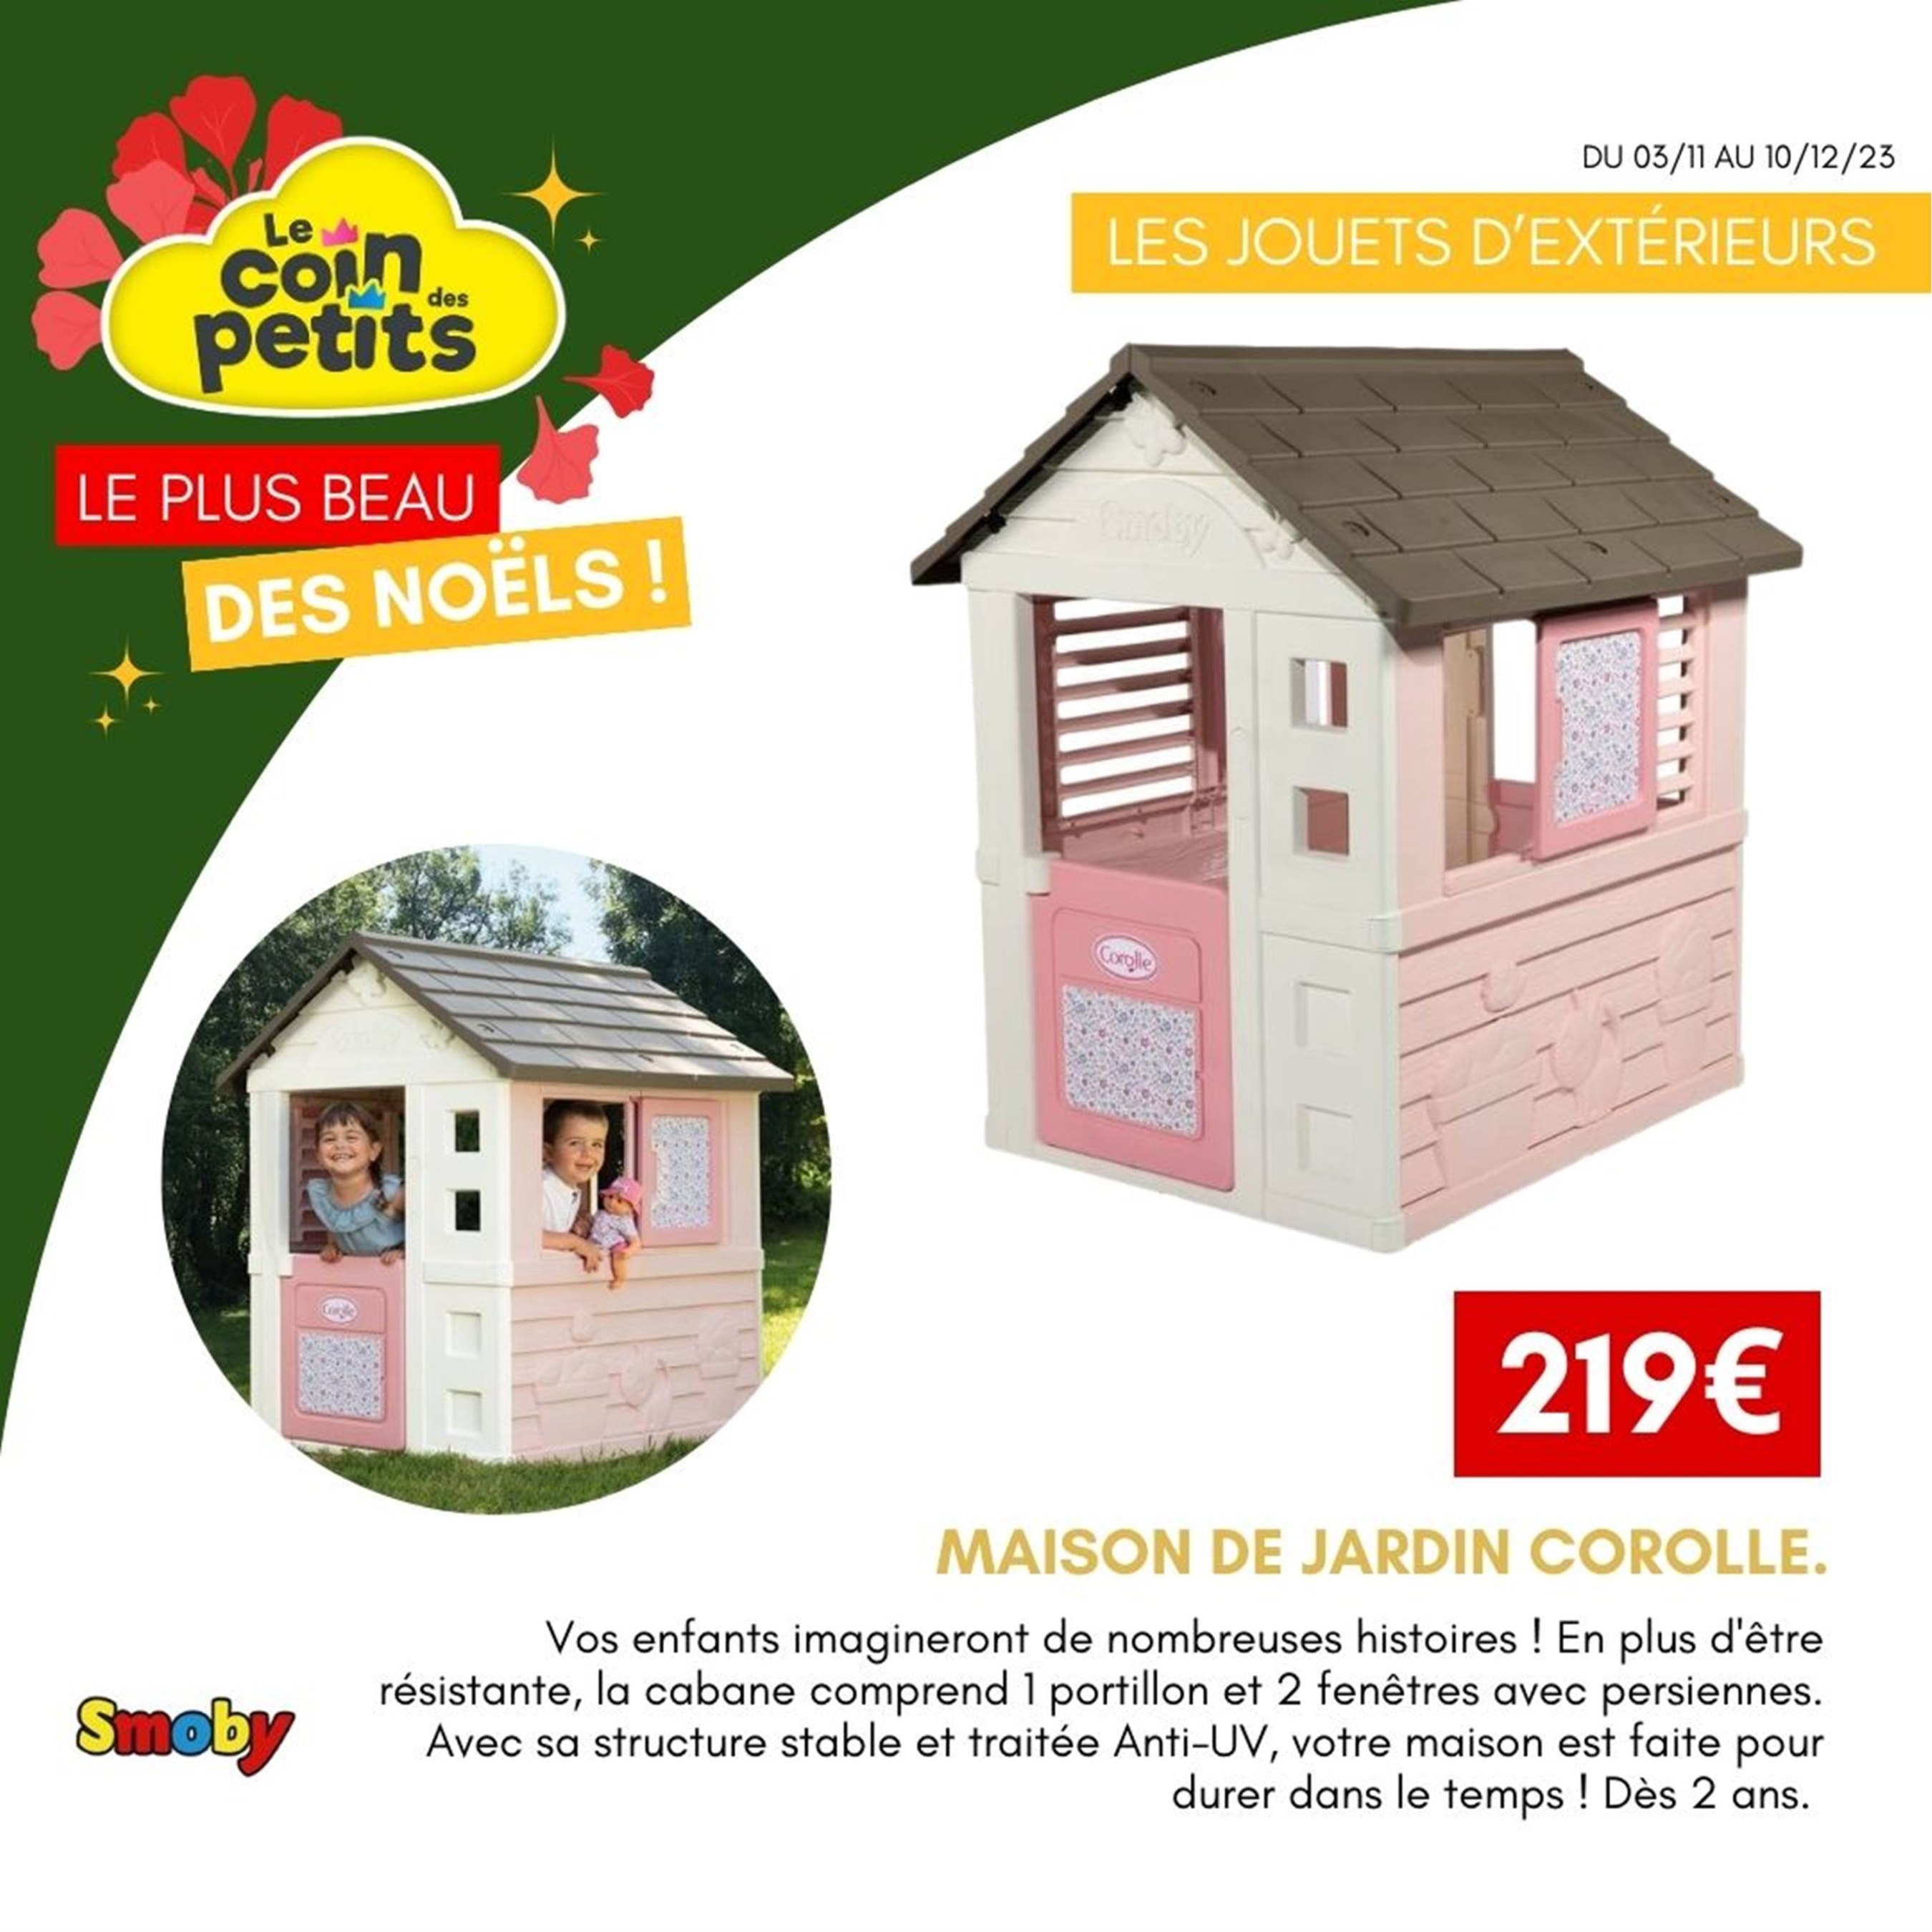 DU 03/11 AU 10/12/23
LES JOUETS D'EXTÉRIEURS
Le
coin
des
petits
LE PLUS BEAU
DES NOËLS !
Smoby
Corolle
Corolle
219€
MAISON DE JARDIN COROLLE.
Vos enfants imagineront de nombreuses histoires ! En plus d'être
résistante, la cabane comprend 1 portillon et 2 fenêtres avec persiennes.
Avec sa structure stable et traitée Anti-UV, votre maison est faite pour
durer dans le temps ! Dès 2 ans.
Smoby